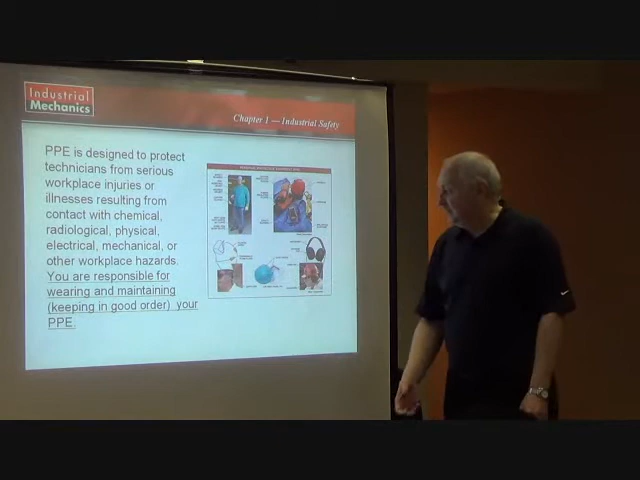 Industrial
Mechanics
Chapter 1 — Industrial Safety
PPE is designed to protect
technicians from serious
workplace injuries or
illnesses resulting from
contact with chemical,
radiological, physical,
electrical, mechanical, or
other workplace hazards.
You are responsible for
wearing and maintaining
(keeping in good order) your
PPE